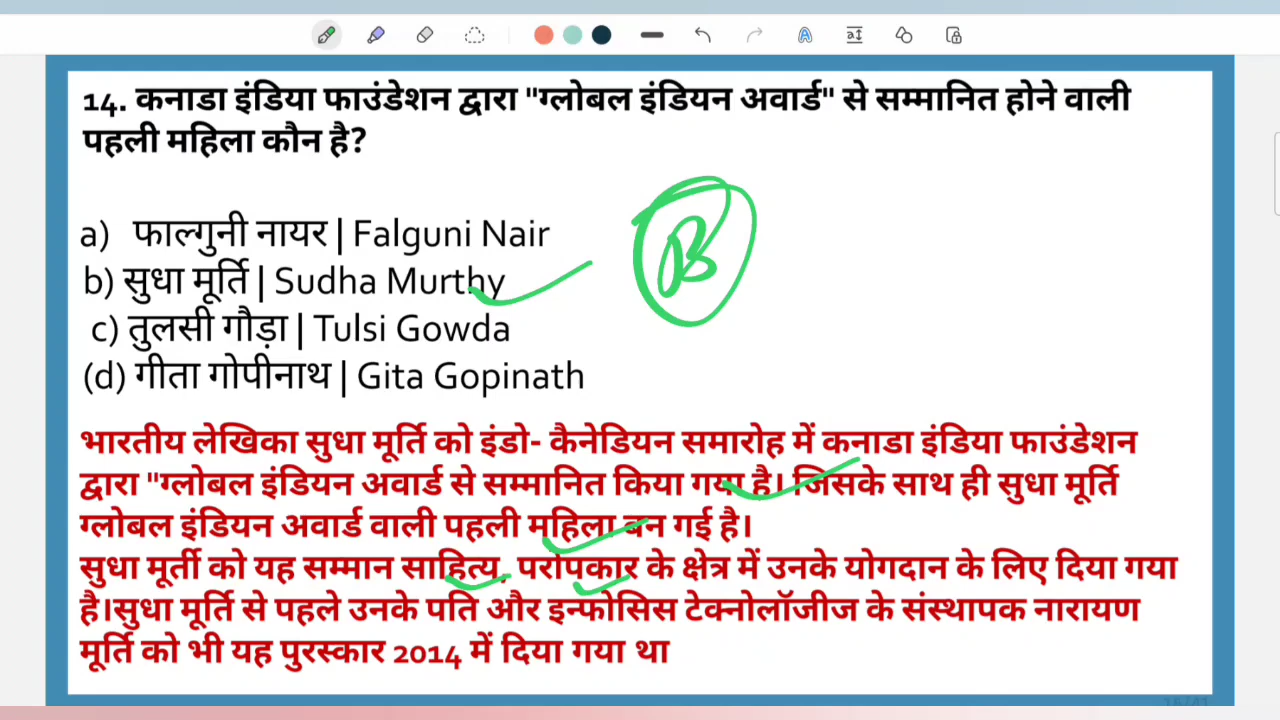 14. कनाडा इंडिया फाउंडेशन द्वारा "ग्लोबल इंडियन अवार्ड" से सम्मानित होने वाली
पहली महिला कौन है?
a) फाल्गुनी नायर | Falguni Nair
b) सुधा मूर्ति | Sudha Murthy
B
c) तुलसी गौड़ा | Tulsi Gowda
(d) गीता गोपीनाथ | Gita Gopinath
भारतीय लेखिका सुधा मूर्ति को इंडो- कैनेडियन समारोह में कनाडा इंडिया फाउंडेशन
द्वारा "ग्लोबल इंडियन अवार्ड से सम्मानित किया गया है। जिसके साथ ही सुधा मूर्ति
ग्लोबल इंडियन अवार्ड वाली पहली महिला बन गई है।
सुधा मूर्ती को यह सम्मान साहित्य, परोपकार के क्षेत्र में उनके योगदान के लिए दिया गया
है।सुधा मूर्ति से पहले उनके पति और इन्फोसिस टेक्नोलॉजीज के संस्थापक नारायण
मूर्ति को भी यह पुरस्कार 2014 में दिया गया था